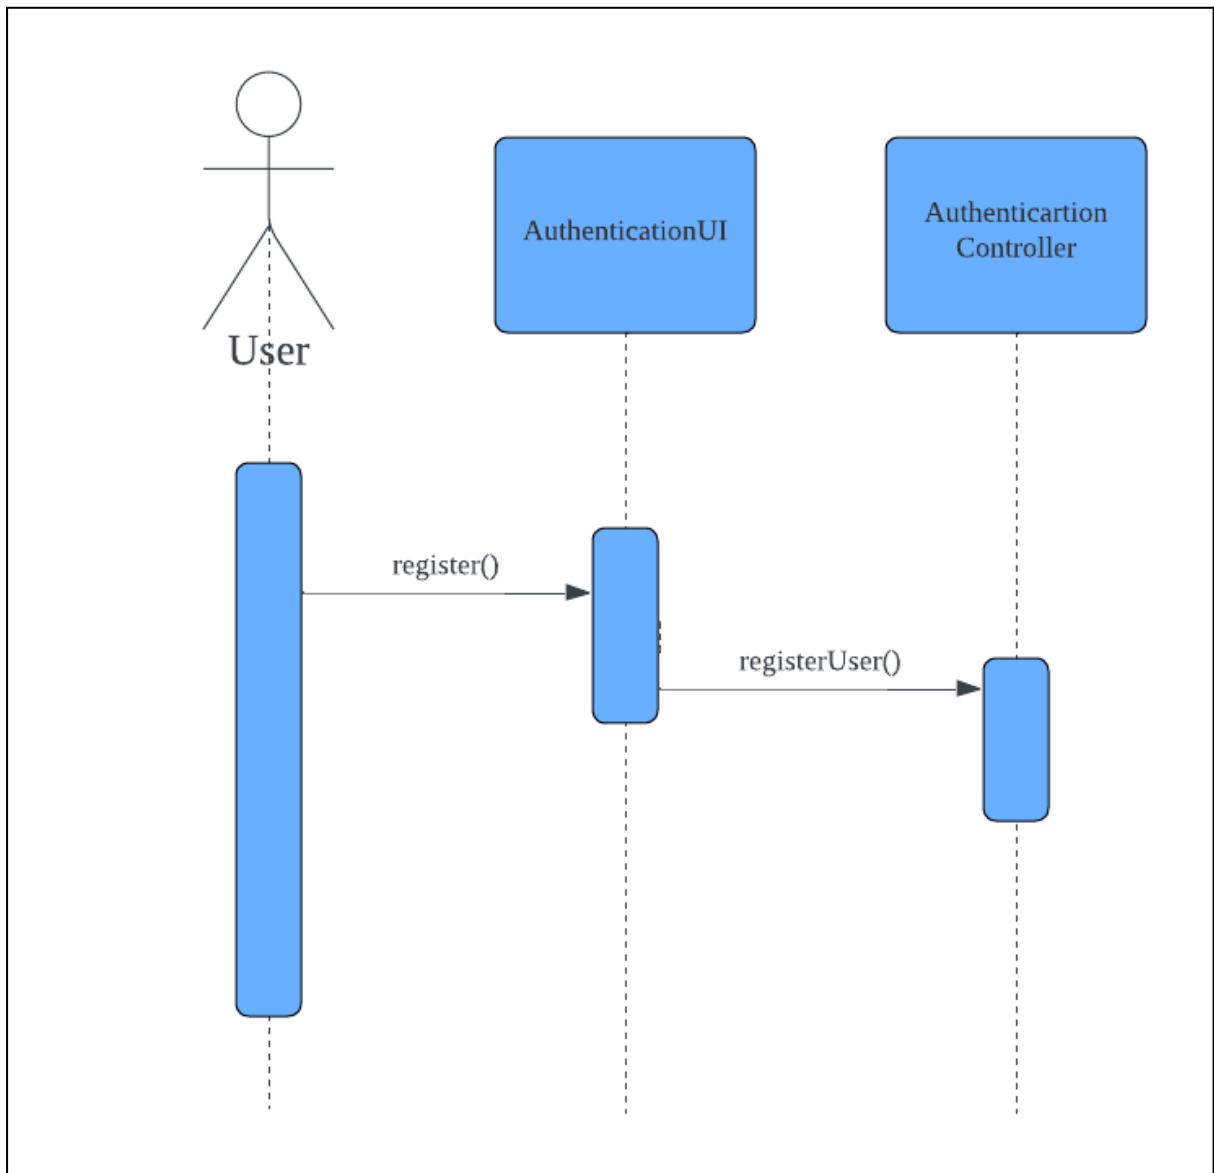 AuthenticationUI
Authenticartion
Controller
User
register()
registerUser()